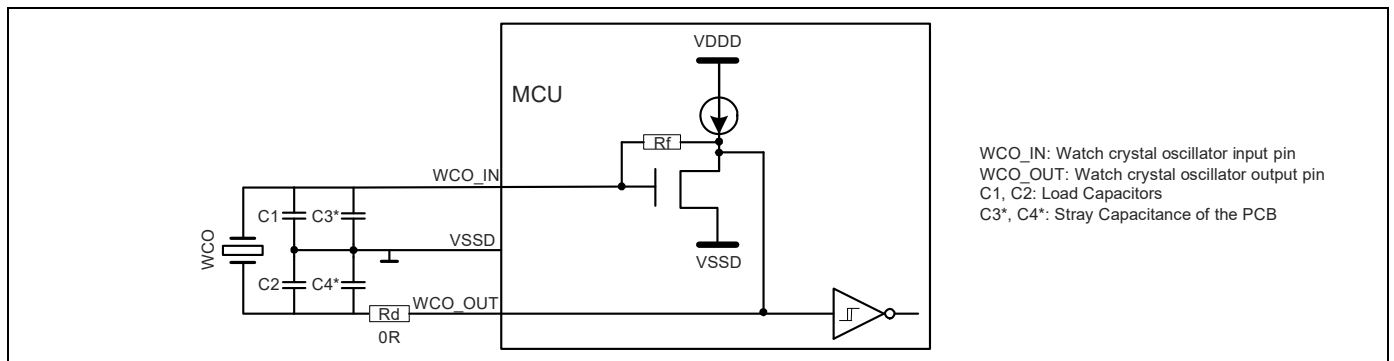 VDDD
MCU
Rf
WCO_IN
C1
C3*
VSSD
VSSD
WCO
C2
C4*
WCO_OUT
Rd
0R
WCO_IN: Watch crystal oscillator input pin
WCO_OUT: Watch crystal oscillator output pin
C1, C2: Load Capacitors
C3*, C4*: Stray Capacitance of the PCB